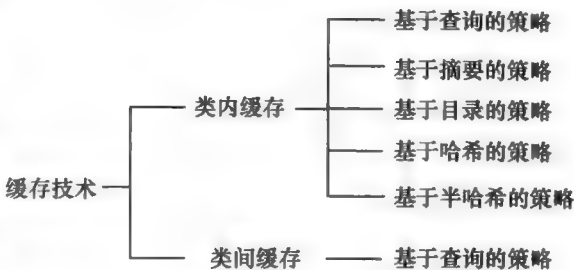 基于查询的策略
基于摘要的策略
类内缓存
基于目录的策略
基于哈希的策略
缓存技术
基于半哈希的策略
类间缓存
基于查询的策略